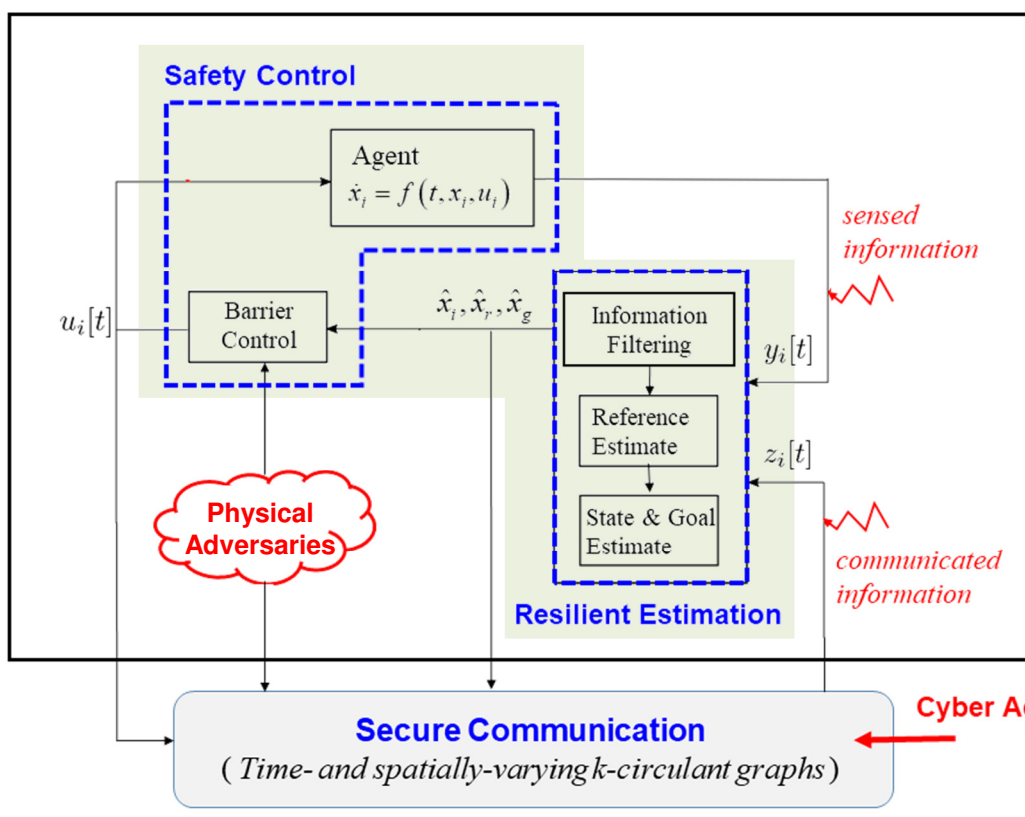 Safety Control
Agent
ẋ_i = f(t, x_i, u_i)
sensed
information
x̂_i, x̂_r, x̂_g
Barrier
Control
u_i[t]
Information
Filtering
y_i[t]
Reference
Estimate
z_i[t]
Physical
Adversaries
State & Goal
Estimate
communicated
information
Resilient Estimation
Cyber
Secure Communication
(Time- and spatially-varying k-circulant graphs)